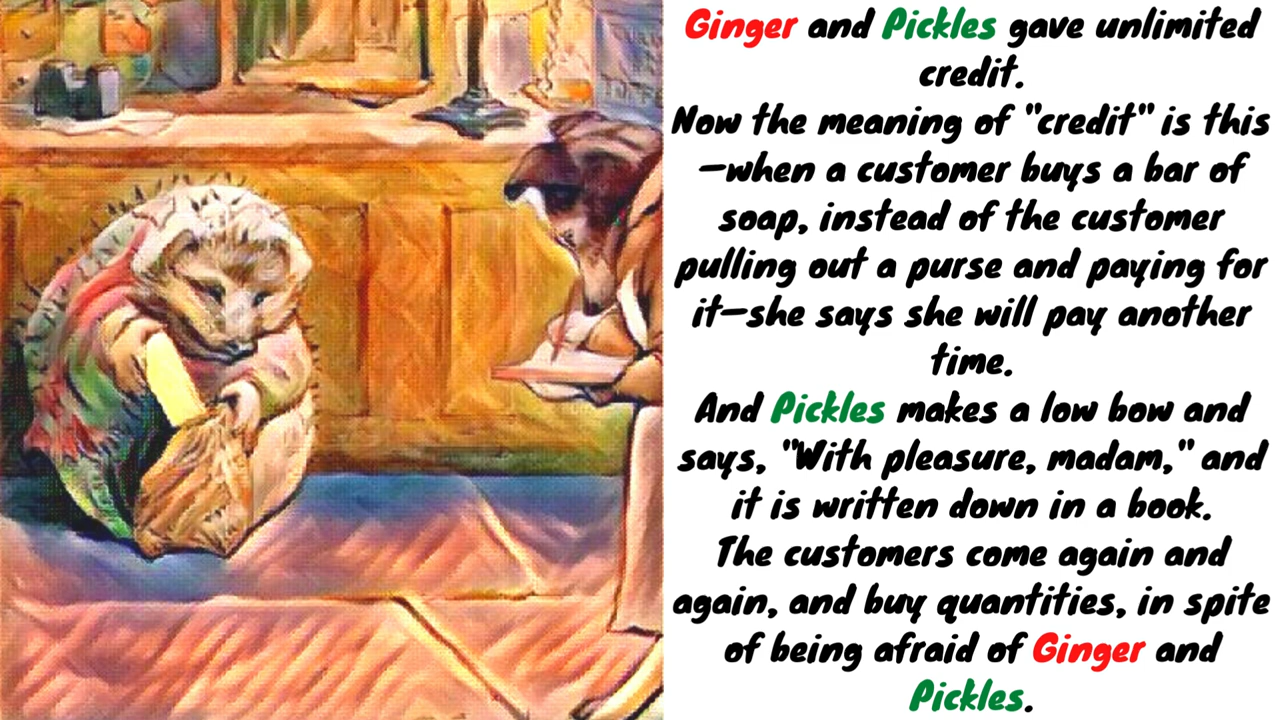 Ginger and Pickles gave unlimited
credit.
Now the meaning of "credit" is this
—when a customer buys a bar of
soap, instead of the customer
pulling out a purse and paying for
it—she says she will pay another
time.
And Pickles makes a low bow and
says, "With pleasure, madam," and
it is written down in a book.
The customers come again and
again, and buy quantities, in spite
of being afraid of Ginger and
Pickles.